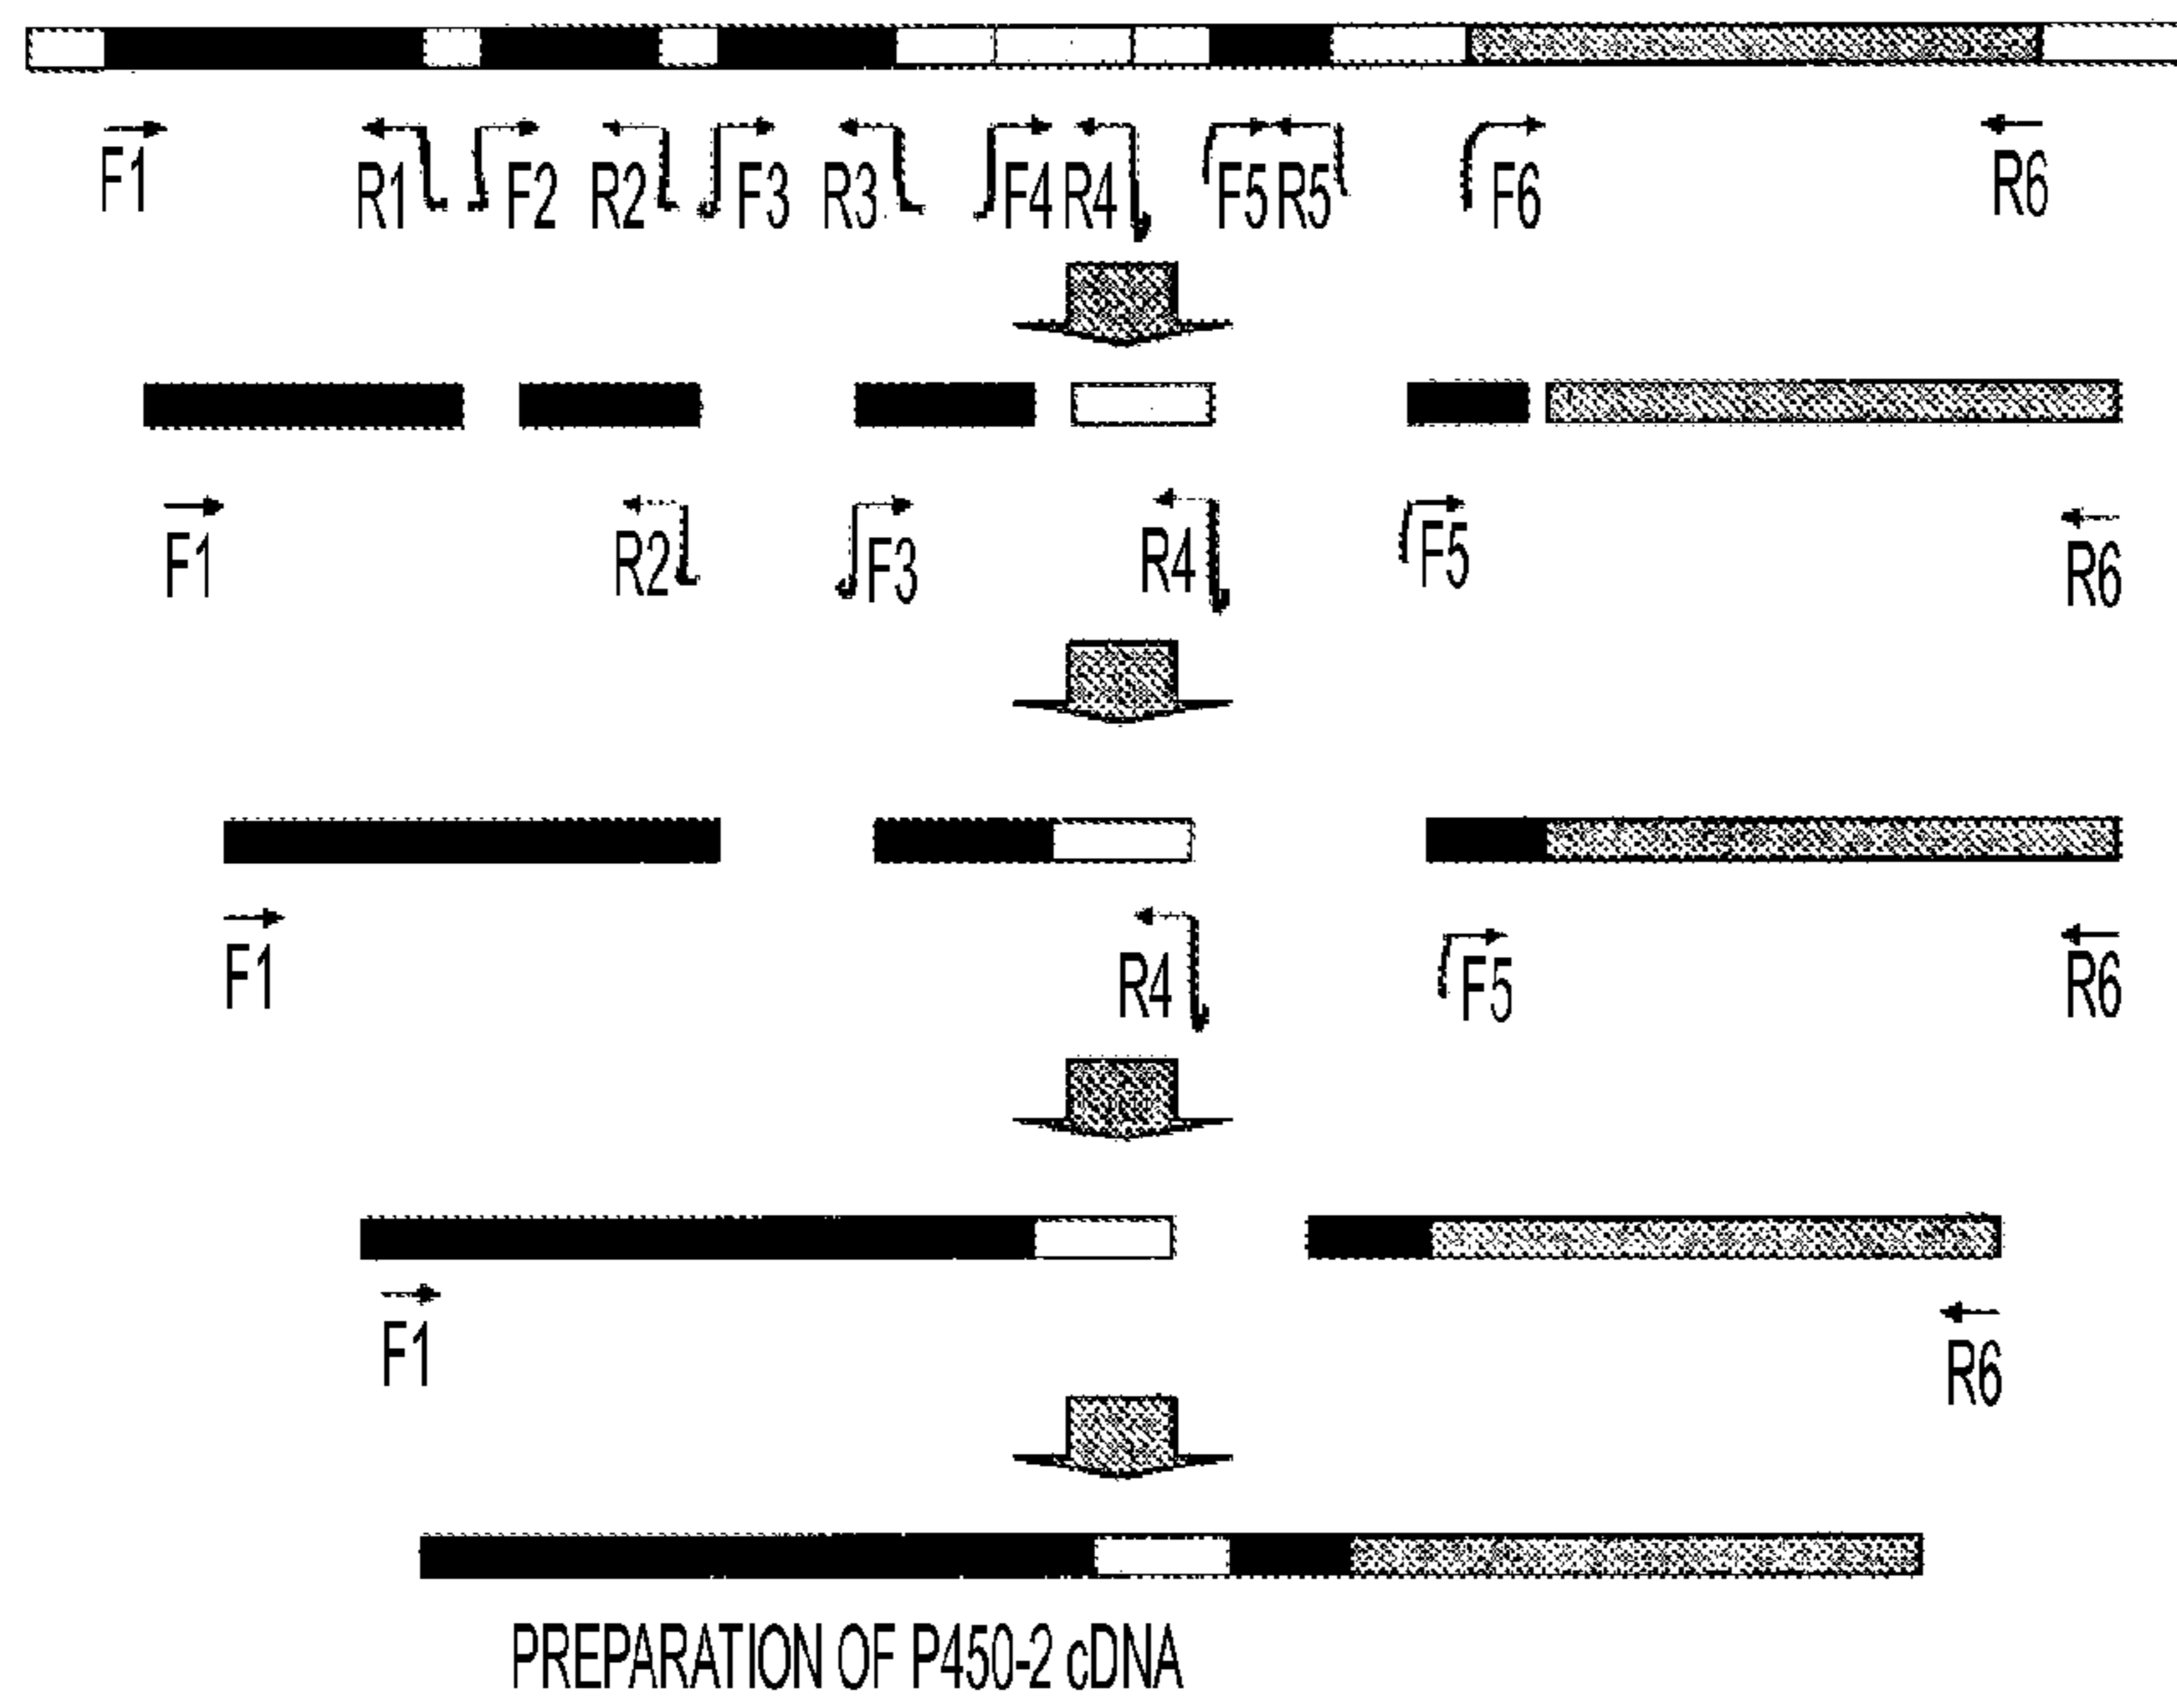 F1 R1 F2 R2 F3 R3 F4 R4 F5 R5 F6 R6
F1 R2 F3 R4 F5 R6
F1 R4 F5 R6
F1 R6
PREPARATION OF P450-2 cDNA